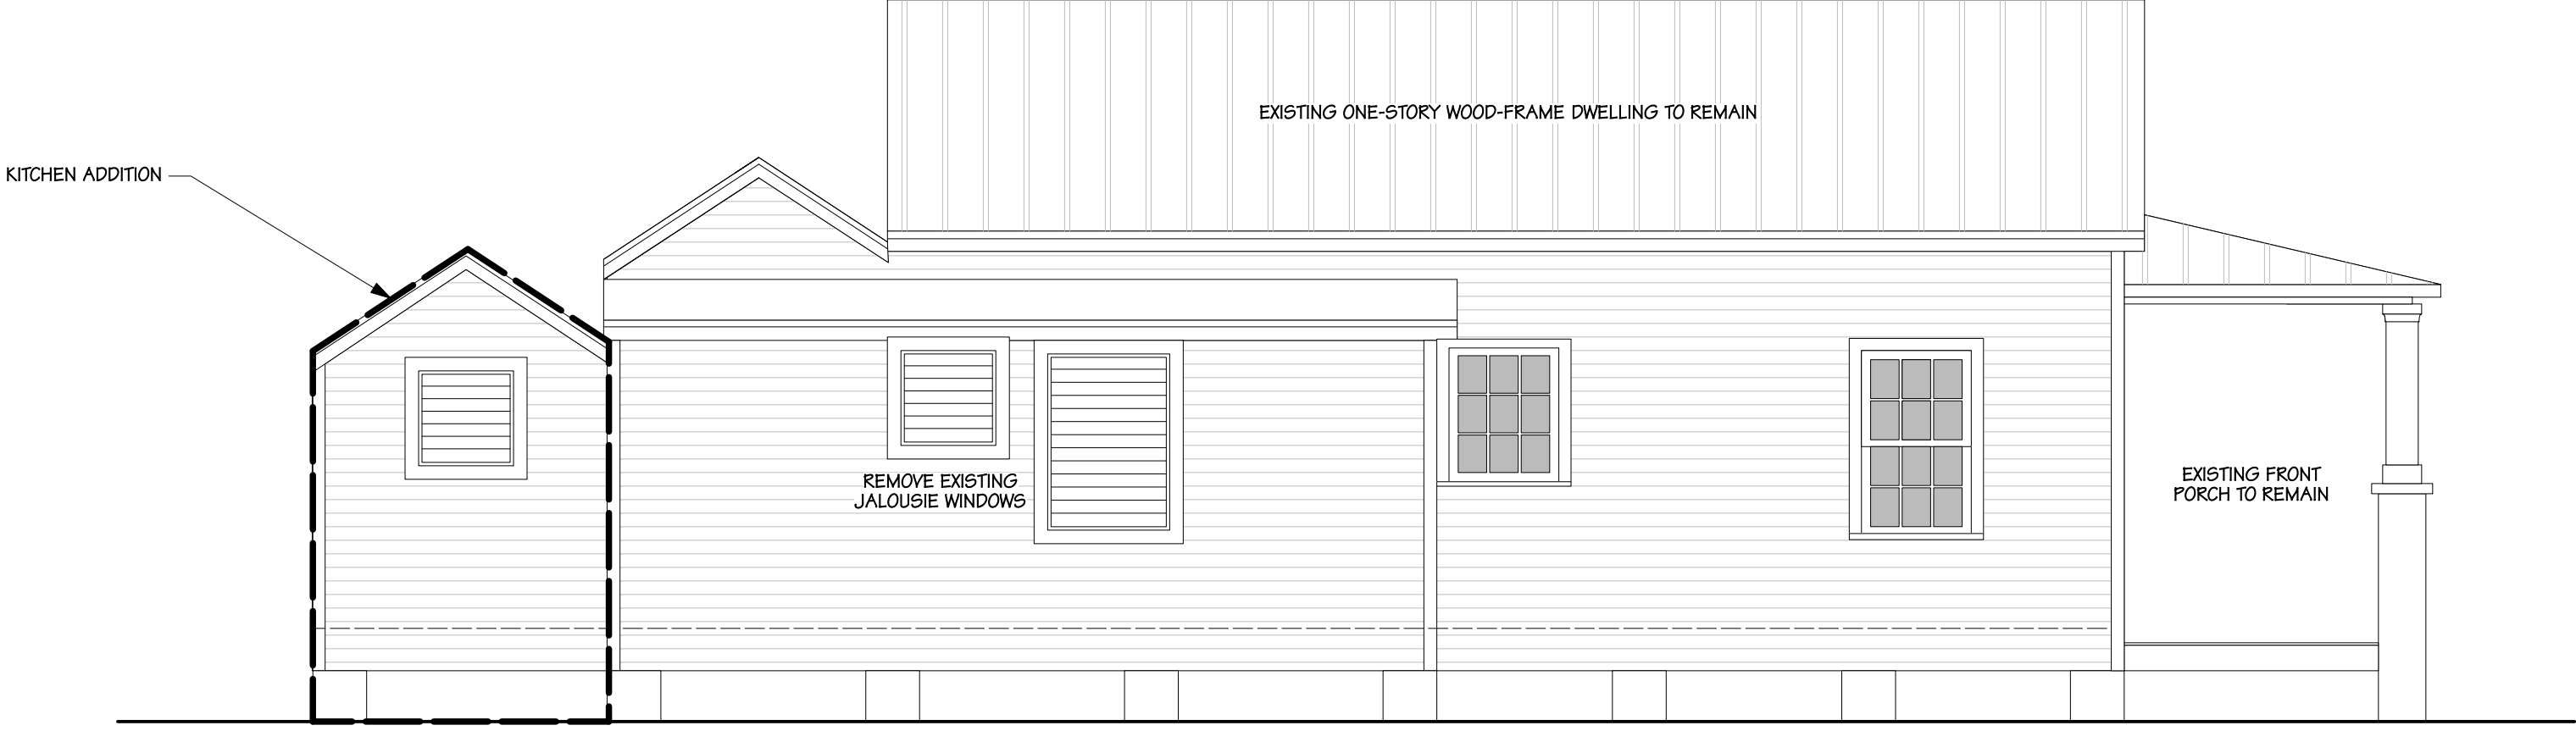 EXISTING ONE-STORY WOOD-FRAME DWELLING TO REMAIN
KITCHEN ADDITION
REMOVE EXISTING
JALOUSIE WINDOWS
EXISTING FRONT
PORCH TO REMAIN